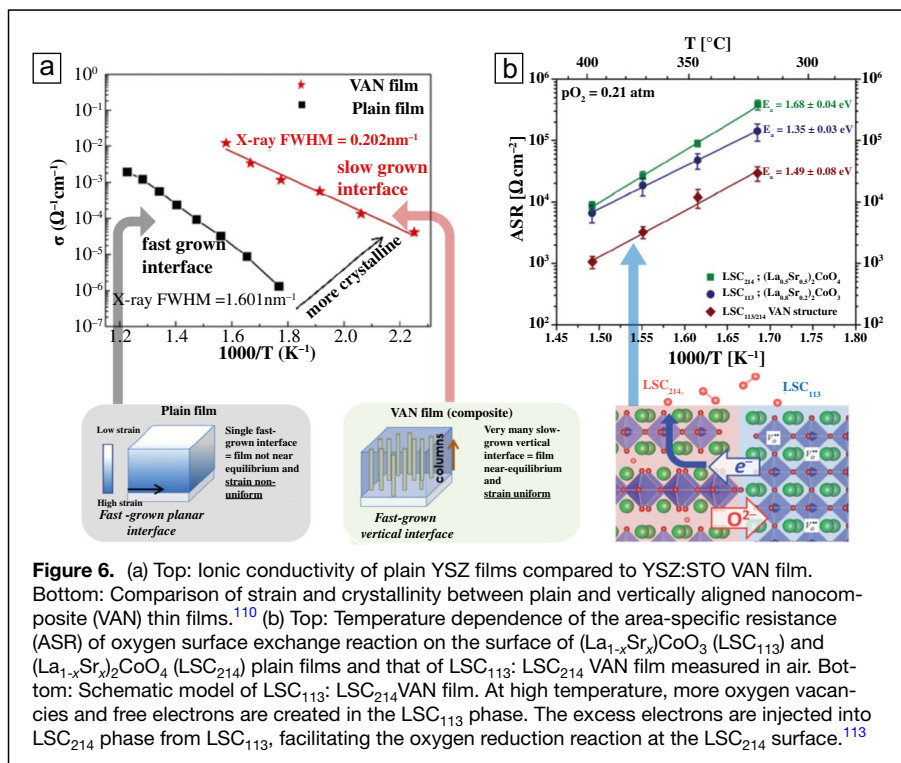 a
10⁰
10⁻¹
10⁻²
10⁻³
10⁻⁴
10⁻⁵
10⁻⁶
10⁻⁷
σ (Ω⁻¹cm⁻¹)
VAN film
Plain film
X-ray FWHM = 0.202nm⁻¹
slow grown
interface
fast grown
interface
X-ray FWHM =1.601nm⁻¹
more crystalline
1.2 1.4 1.6 1.8 2.0 2.2
1000/T (K⁻¹)
Plain film
Low strain
High strain
Single fast-
grown interface
= film not near
equilibrium and
strain non-
uniform
Fast -grown planar
interface
VAN film (composite)
columns
Very many slow-
grown vertical
interface = film
near-equilibrium
and
strain uniform
Fast-grown
vertical interface
b
T [°C]
400 350 300
pO₂ = 0.21 atm
10⁶
10⁵
10⁴
10³
10²
ASR [Ω cm⁻²]
10⁶
10⁵
10⁴
10³
10²
Eₐ = 1.68 ± 0.04 eV
Eₐ = 1.35 ± 0.03 eV
Eₐ = 1.49 ± 0.08 eV
LSC₂₁₄ ; (La₀.₅Sr₀.₅)₂CoO₄
LSC₁₁₃ ; (La₀.₈Sr₀.₂)₂CoO₃
LSC₁₁₃/₂₁₄ VAN structure
1.45 1.50 1.55 1.60 1.65 1.70 1.75 1.80
1000/T [K⁻¹]
LSC₂₁₄
LSC₁₁₃
Vₒ••
Vₒ•• Vₒ••
e⁻
O²⁻
Vₒ••
Vₒ••
Figure 6. (a) Top: Ionic conductivity of plain YSZ films compared to YSZ:STO VAN film.
Bottom: Comparison of strain and crystallinity between plain and vertically aligned nanocom-
posite (VAN) thin films.¹¹⁰ (b) Top: Temperature dependence of the area-specific resistance
(ASR) of oxygen surface exchange reaction on the surface of (La₁₋ₓSrₓ)CoO₃ (LSC₁₁₃) and
(La₁₋ₓSrₓ)₂CoO₄ (LSC₂₁₄) plain films and that of LSC₁₁₃: LSC₂₁₄ VAN film measured in air. Bot-
tom: Schematic model of LSC₁₁₃: LSC₂₁₄VAN film. At high temperature, more oxygen vacan-
cies and free electrons are created in the LSC₁₁₃ phase. The excess electrons are injected into
LSC₂₁₄ phase from LSC₁₁₃, facilitating the oxygen reduction reaction at the LSC₂₁₄ surface.¹¹³